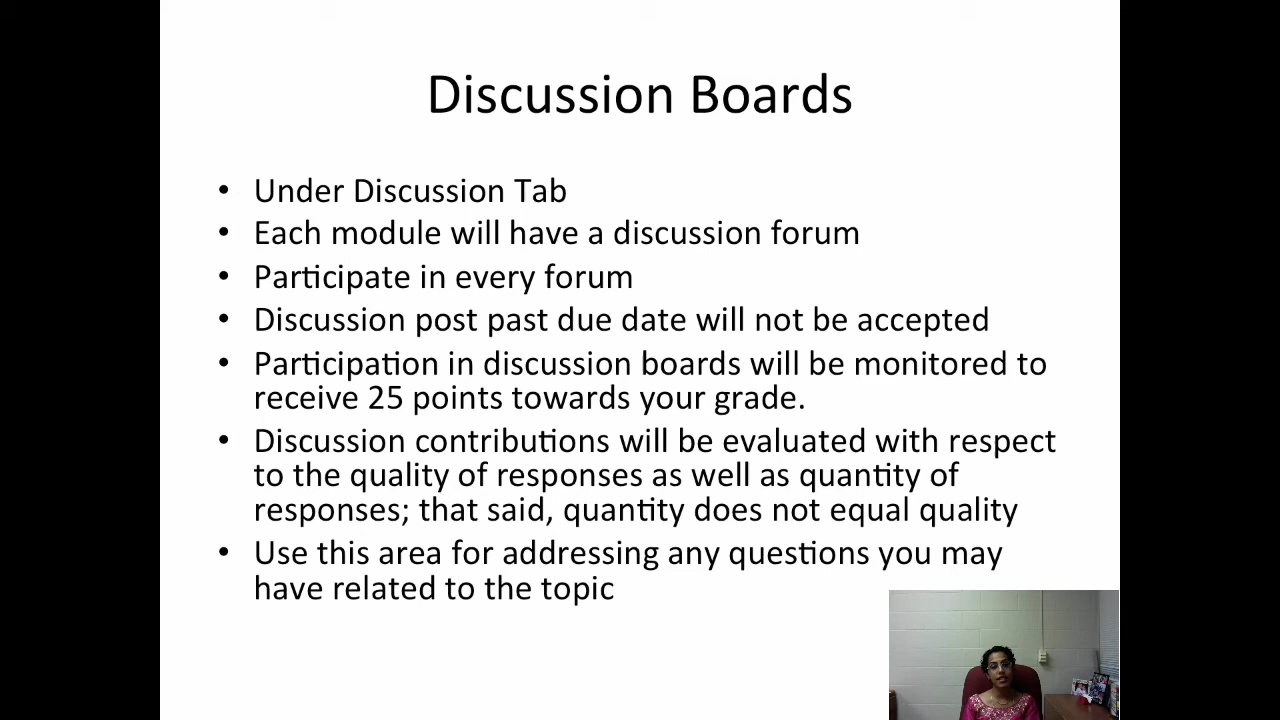 Discussion Boards
• Under Discussion Tab
• Each module will have a discussion forum
• Participate in every forum
• Discussion post past due date will not be accepted
• Participation in discussion boards will be monitored to
receive 25 points towards your grade.
• Discussion contributions will be evaluated with respect
to the quality of responses as well as quantity of
responses; that said, quantity does not equal quality
• Use this area for addressing any questions you may
have related to the topic